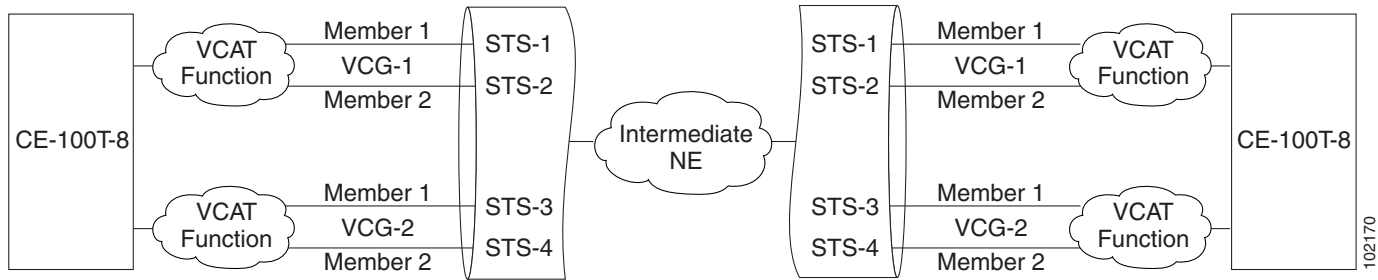 CE-100T-8
VCAT
Function
Member 1
VCG-1
Member 2
STS-1
STS-2
VCAT
Function
Member 1
VCG-2
Member 2
STS-3
STS-4
Intermediate
NE
STS-1
STS-2
Member 1
VCG-1
Member 2
VCAT
Function
STS-3
STS-4
Member 1
VCG-2
Member 2
VCAT
Function
CE-100T-8
102170